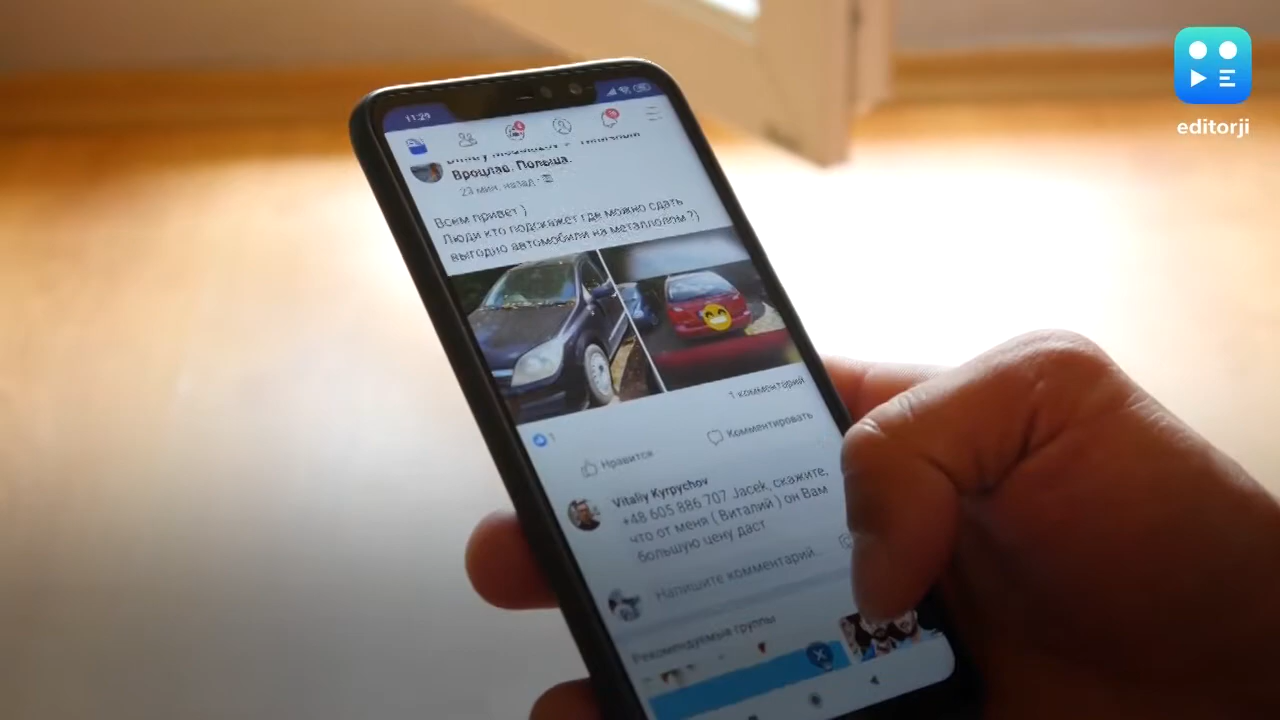 editorji
11:29
Вроцлав. Польша.
23 мин. назад
Всем привет )
Люди кто подскажет где можно сдать
выгодно автомобили на металлолом ?)
1 комментарий
1
Нравится
Комментировать
Vitaliy Kyrpychov
+48 605 886 707 Jacek, скажите,
что от меня ( Виталий ) он Вам
большую цену даст
Напишите комментарий...
Рекомендуемые группы